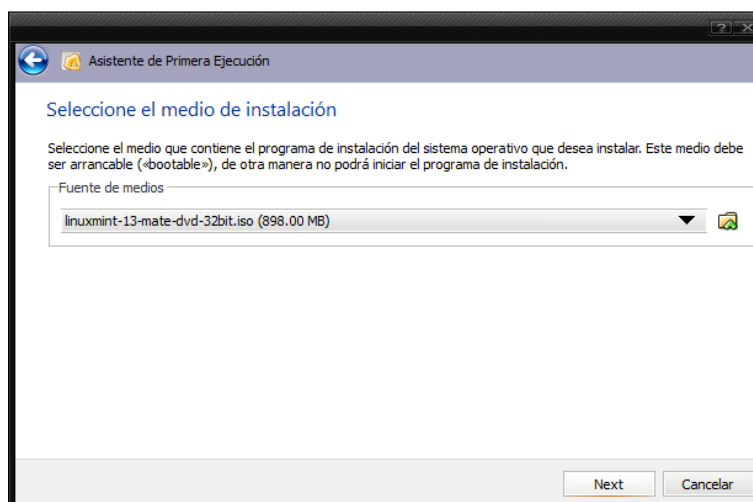 Asistente de Primera Ejecución
Seleccione el medio de instalación
Seleccione el medio que contiene el programa de instalación del sistema operativo que desea instalar. Este medio debe
ser arrancable («bootable»), de otra manera no podrá iniciar el programa de instalación.
Fuente de medios
linuxmint-13-mate-dvd-32bit.iso (898.00 MB)
Next Cancelar